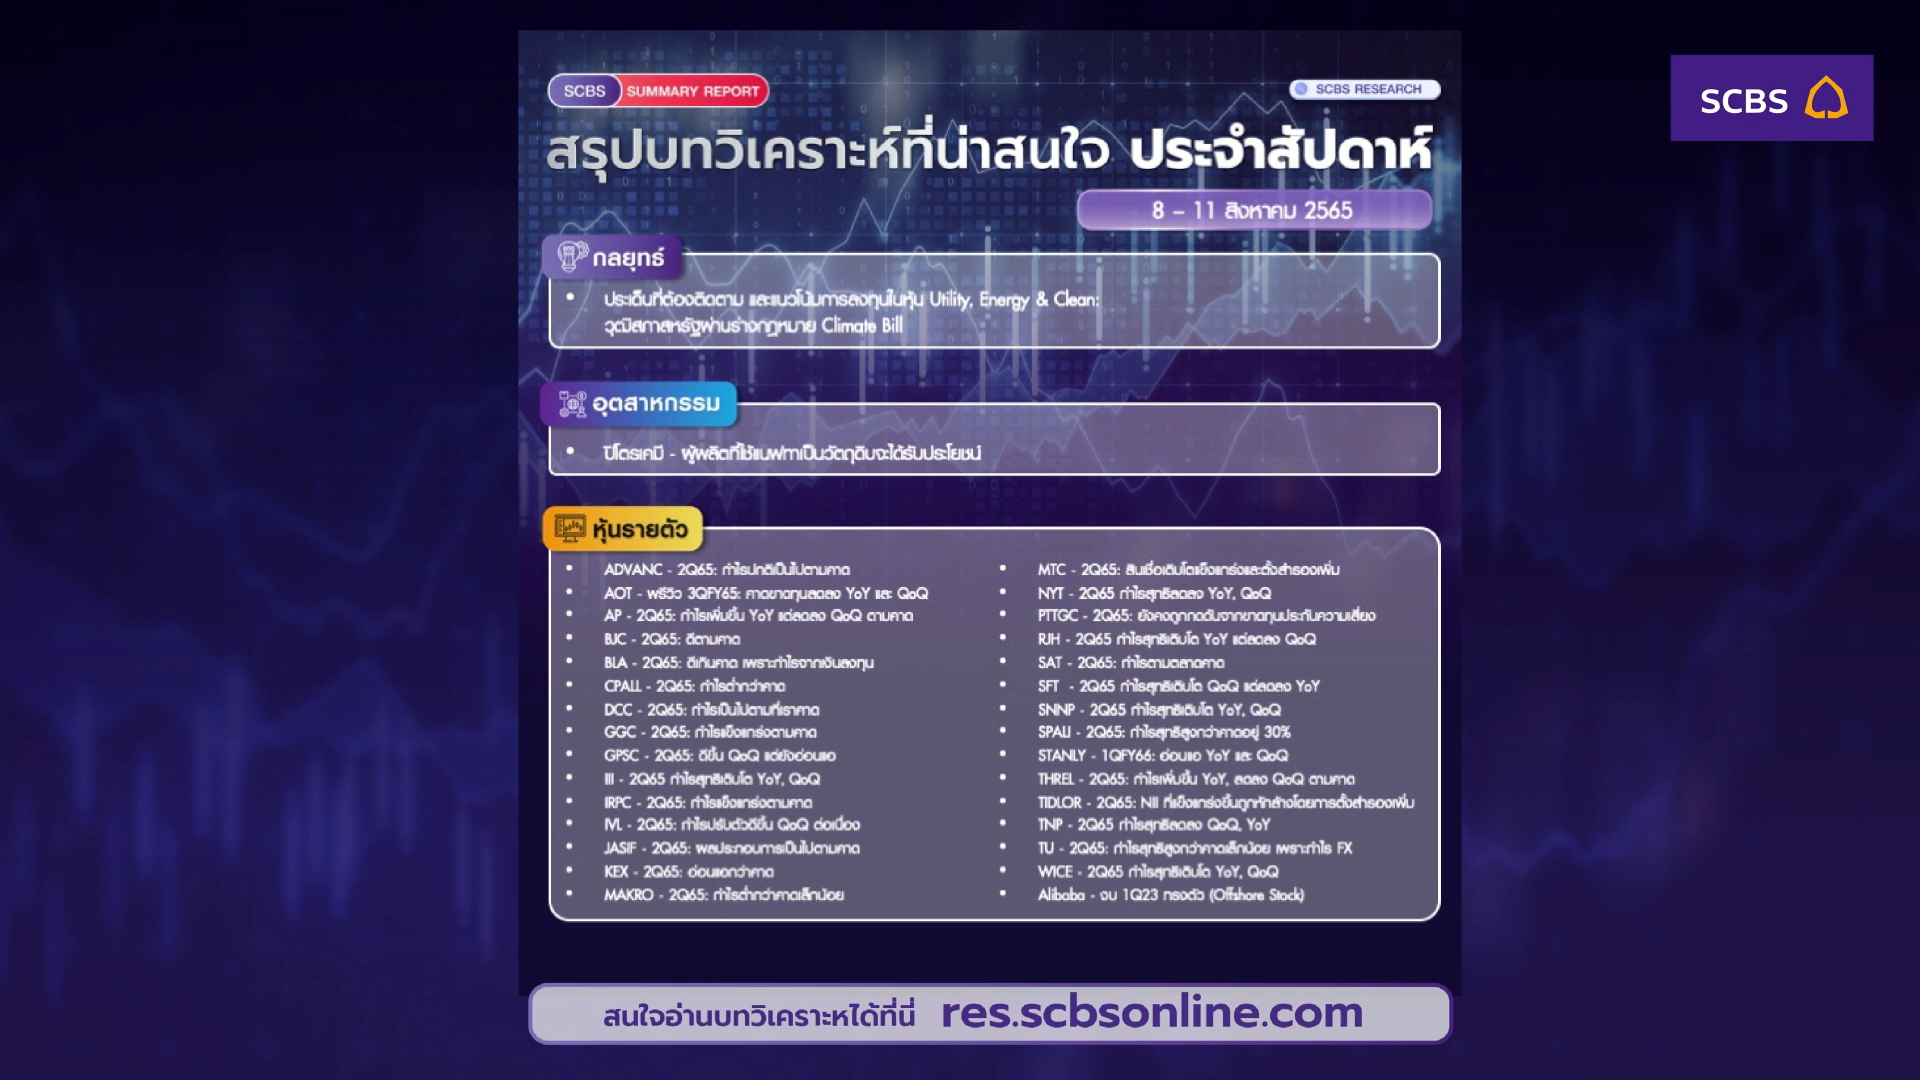 SCBS SUMMARY REPORT
SCBS RESEARCH
SCBS
สรุปบทวิเคราะห์ที่น่าสนใจ ประจำสัปดาห์
8 – 11 สิงหาคม 2565
กลยุทธ์
• ประเด็นที่ต้องติดตาม และแนวโน้มการลงทุนในหุ้น Utility, Energy & Clean:
วุฒิสภาสหรัฐผ่านร่างกฎหมาย Climate Bill
อุตสาหกรรม
• ปิโตรเคมี - ผู้ผลิตที่ใช้แนฟทาเป็นวัตถุดิบจะได้รับประโยชน์
หุ้นรายตัว
• ADVANC - 2Q65: กำไรปกติเป็นไปตามคาด
• AOT - พรีวิว 3QFY65: คาดขาดทุนลดลง YoY และ QoQ
• AP - 2Q65: กำไรเพิ่มขึ้น YoY แต่ลดลง QoQ ตามคาด
• BJC - 2Q65: ดีตามคาด
• BLA - 2Q65: ดีเกินคาด เพราะกำไรจากเงินลงทุน
• CPALL - 2Q65: กำไรต่ำกว่าคาด
• DCC - 2Q65: กำไรเป็นไปตามที่เราคาด
• GGC - 2Q65: กำไรแข็งแกร่งตามคาด
• GPSC - 2Q65: ดีขึ้น QoQ แต่ยังอ่อนแอ
• III - 2Q65 กำไรสุทธิเติบโต YoY, QoQ
• IRPC - 2Q65: กำไรแข็งแกร่งตามคาด
• IVL - 2Q65: กำไรปรับตัวดีขึ้น QoQ ต่อเนื่อง
• JASIF - 2Q65: ผลประกอบการเป็นไปตามคาด
• KEX - 2Q65: อ่อนแอกว่าคาด
• MAKRO - 2Q65: กำไรต่ำกว่าคาดเล็กน้อย
• MTC - 2Q65: สินเชื่อเติบโตแข็งแกร่งและตั้งสำรองเพิ่ม
• NYT - 2Q65 กำไรสุทธิลดลง YoY, QoQ
• PTTGC - 2Q65: ยังคงถูกกดดันจากขาดทุนประกันความเสี่ยง
• RJH - 2Q65 กำไรสุทธิเติบโต YoY แต่ลดลง QoQ
• SAT - 2Q65: กำไรตามตลาดคาด
• SFT - 2Q65 กำไรสุทธิเติบโต QoQ แต่ลดลง YoY
• SNNP - 2Q65 กำไรสุทธิเติบโต YoY, QoQ
• SPALI - 2Q65: กำไรสุทธิสูงกว่าคาดอยู่ 30%
• STANLY - 1QFY66: อ่อนแอ YoY และ QoQ
• THREL - 2Q65: กำไรเพิ่มขึ้น YoY, ลดลง QoQ ตามคาด
• TIDLOR - 2Q65: NII ที่แข็งแกร่งขึ้นถูกหักล้างโดยการตั้งสำรองเพิ่ม
• TNP - 2Q65 กำไรสุทธิลดลง QoQ, YoY
• TU - 2Q65: กำไรสุทธิสูงกว่าคาดเล็กน้อย เพราะกำไร FX
• WICE - 2Q65 กำไรสุทธิเติบโต YoY, QoQ
• Alibaba - งบ 1Q23 ทรงตัว (Offshore Stock)
สนใจอ่านบทวิเคราะหได้ที่นี่ res.scbsonline.com